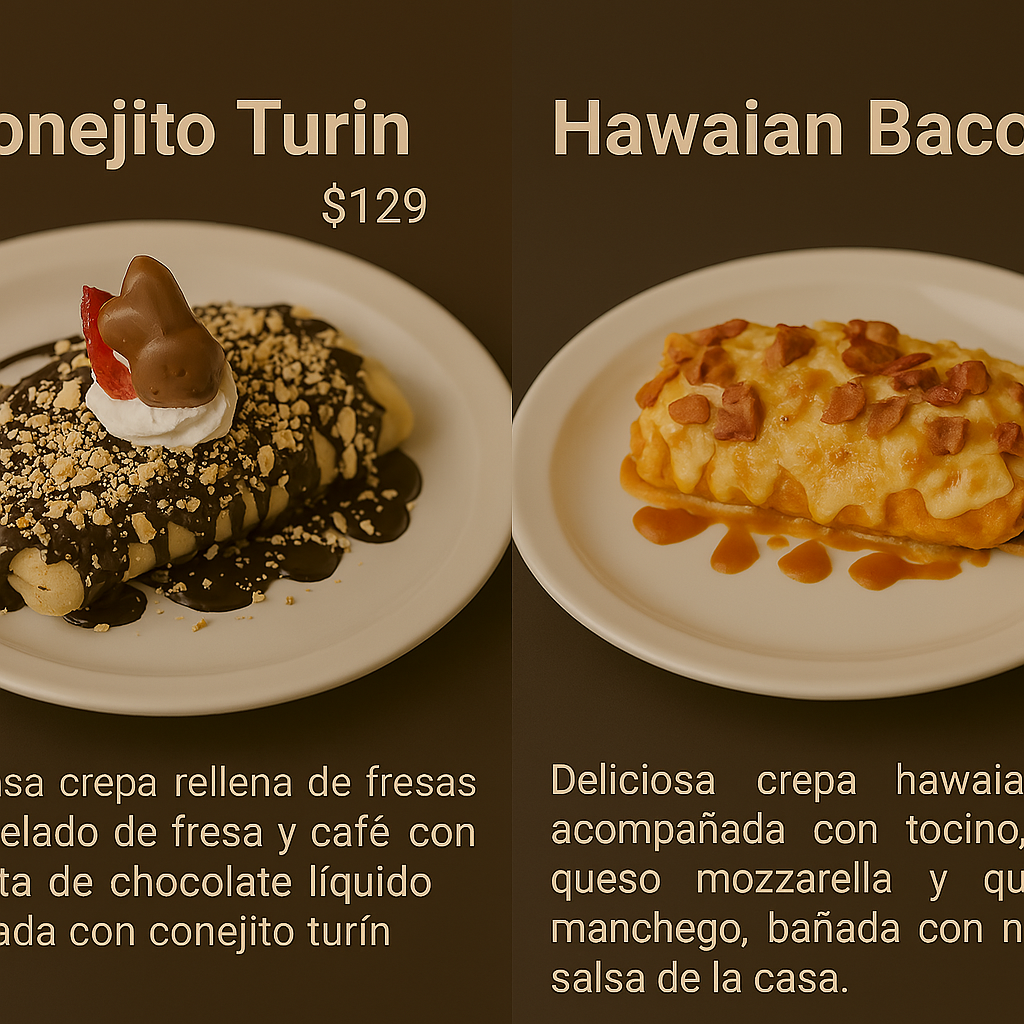 onejito Turin
$129
sa crepa rellena de fresas
elado de fresa y café con
ta de chocolate líquido
ada con conejito turín
Hawaian Baco
Deliciosa crepa hawaia
acompañada con tocino,
queso mozzarella y qu
manchego, bañada con n
salsa de la casa.